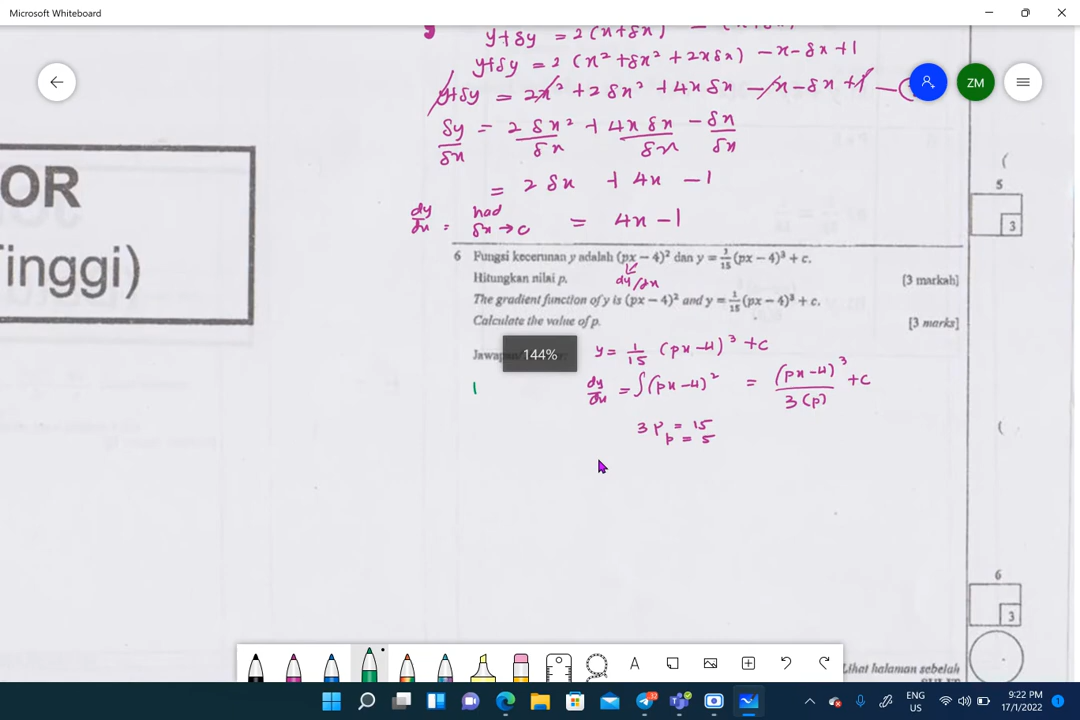 Microsoft Whiteboard
y+δy = 2(x+δx)
y+δy = 2 (x² + δx² + 2xδx) - x - δx + 1
y+δy = 2x² + 2δx² + 4xδx - x - δx + 1
δy/δx = 2δx²/δx + 4xδx/δx - δx/δx
= 2δx + 4x - 1
dy/dx = had δx→0 = 4x - 1
OR
inggi)
ZM
5
3
6 Fungsi kecerunan y adalah (px − 4)² dan y = 1/15 (px − 4)³ + c.
dy/dx
Hitungkan nilai p. [3 markah]
The gradient function of y is (px − 4)² and y = 1/15 (px − 4)³ + c.
Calculate the value of p. [3 marks]
144%
y = 1/15 (px-4)³ + c
dy/dx = ∫(px-4)² = (px-4)³/3(p) + c
3p = 15
p = 5
6
3
Lihat halaman sebelah
ENG
US
9:22 PM
17/1/2022